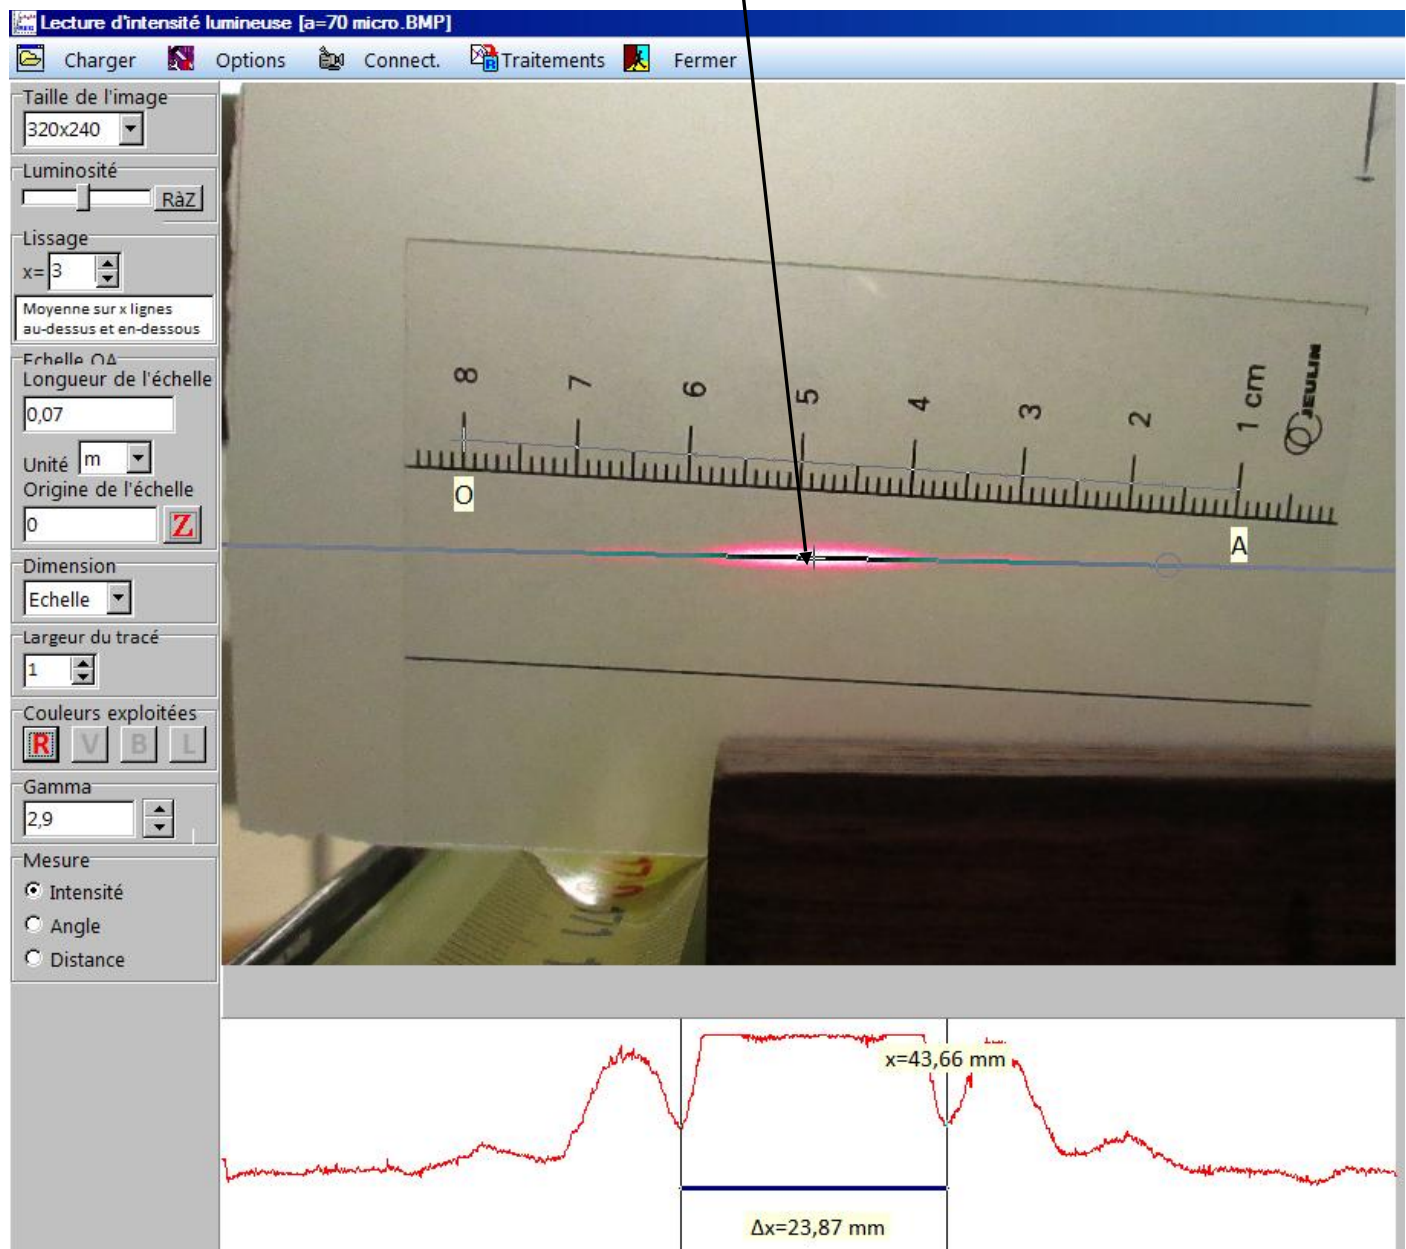 Lecture d'intensité lumineuse [a=70 micro.BMP]
Charger Options Connect. Traitements Fermer
Taille de l'image
320x240
Luminosité
RàZ
Lissage
x= 3
Moyenne sur x lignes
au-dessus et en-dessous
Echelle OA
Longueur de l'échelle
0,07
Unité m
Origine de l'échelle
0 Z
Dimension
Echelle
Largeur du tracé
1
Couleurs exploitées
R V B L
Gamma
2,9
Mesure
Intensité
Angle
Distance
8 7 6 5 4 3 2 1 cm
JEULIN
O
A
x=43,66 mm
Δx=23,87 mm